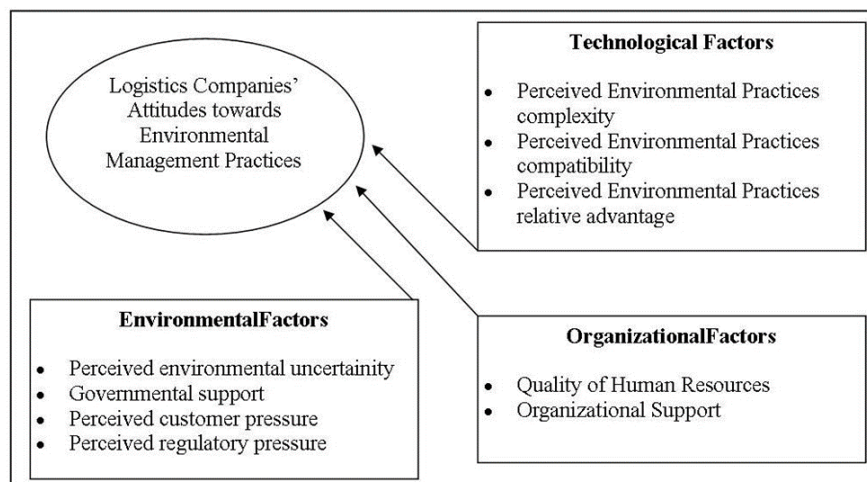 Logistics Companies’
Attitudes towards
Environmental
Management Practices
Technological Factors
• Perceived Environmental Practices
complexity
• Perceived Environmental Practices
compatibility
• Perceived Environmental Practices
relative advantage
EnvironmentalFactors
• Perceived environmental uncertainity
• Governmental support
• Perceived customer pressure
• Perceived regulatory pressure
OrganizationalFactors
• Quality of Human Resources
• Organizational Support